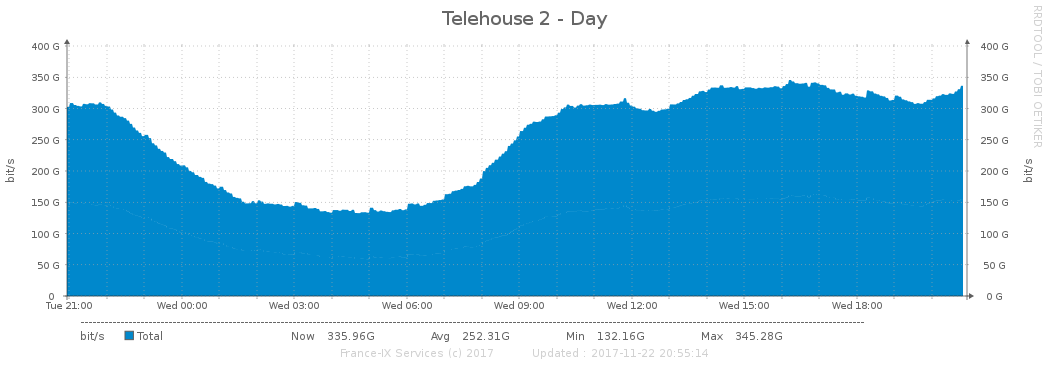 Telehouse 2 - Day
RRDTOOL / TOBI OETIKER
400 G 400 G
350 G 350 G
300 G 300 G
250 G 250 G
200 G 200 G
150 G 150 G
100 G 100 G
50 G 50 G
0 0 G
bit/s
bit/s
Tue 21:00 Wed 00:00 Wed 03:00 Wed 06:00 Wed 09:00 Wed 12:00 Wed 15:00 Wed 18:00
bit/s Total Now 335.96G Avg 252.31G Min 132.16G Max 345.28G
France-IX Services (c) 2017 Updated : 2017-11-22 20:55:14